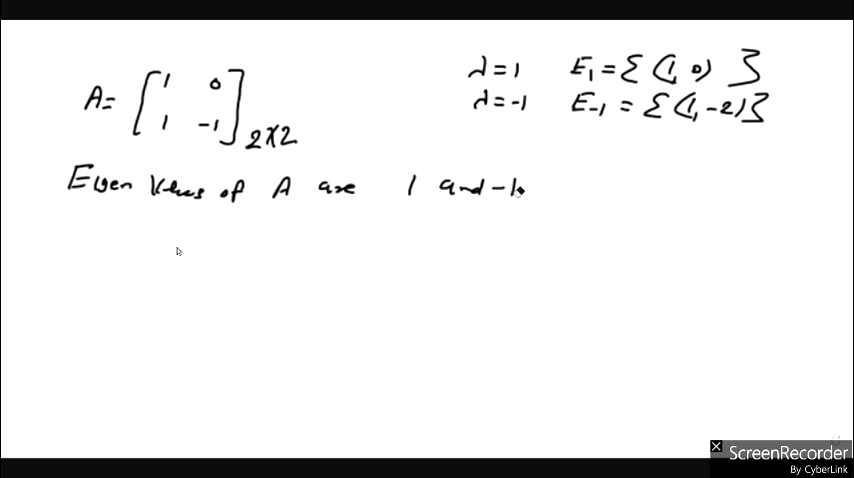 A = [ 1 0
1 -1 ] 2X2
λ = 1 E1 = { (1, 0) }
λ = -1 E-1 = { (1, -2) }
Eigen Values of A are 1 and -1.
ScreenRecorder
By CyberLink